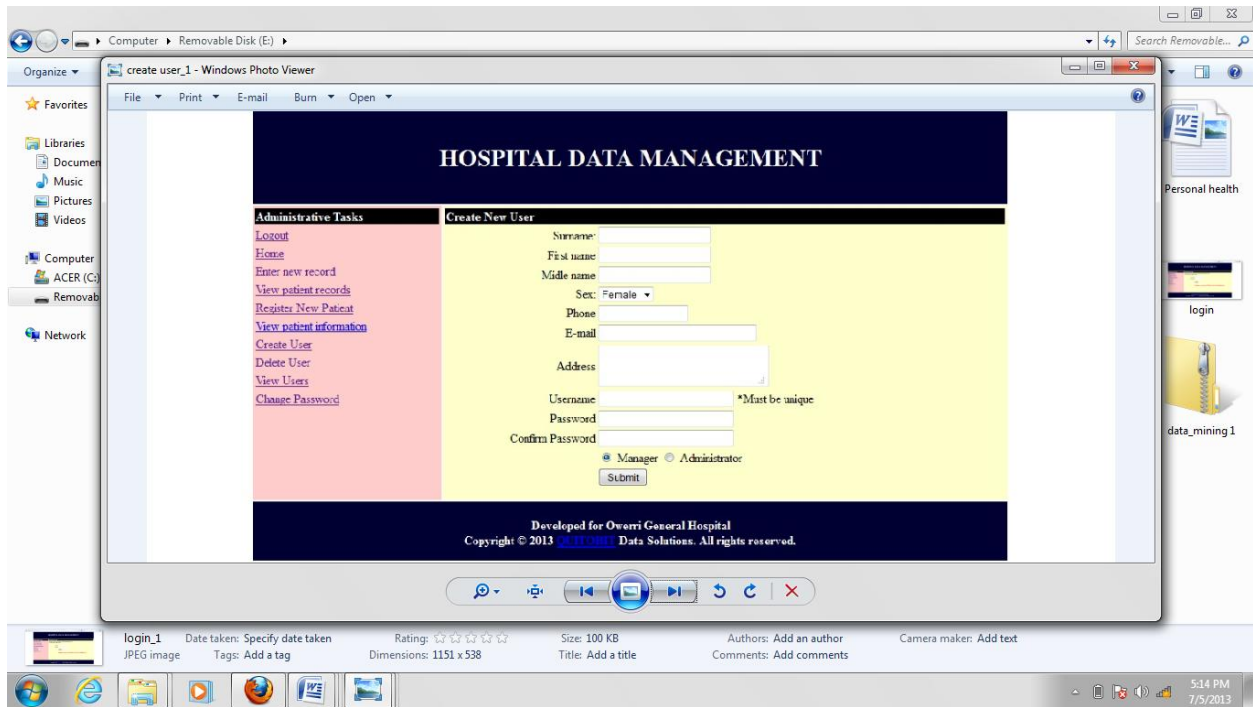 Computer ▸ Removable Disk (E:) ▸
Search Removable...
Organize
create user_1 - Windows Photo Viewer
File Print E-mail Burn Open
Favorites
Libraries
Documen
Music
Pictures
Videos
Computer
ACER (C:)
Removab
Network
HOSPITAL DATA MANAGEMENT
Administrative Tasks
Logout
Home
Enter new record
View patient records
Register New Patient
View patient information
Create User
Delete User
View Users
Change Password
Create New User
Surname:
First name
Midle name
Sex: Female
Phone
E-mail
Address
Username *Must be unique
Password
Confirm Password
Manager Administrator
Submit
Developed for Owerri General Hospital
Copyright © 2013 QUITOBIT Data Solutions. All rights reserved.
Personal health
login
data_mining 1
login_1 Date taken: Specify date taken Rating: Size: 100 KB Authors: Add an author Camera maker: Add text
JPEG image Tags: Add a tag Dimensions: 1151 x 538 Title: Add a title Comments: Add comments
5:14 PM
7/5/2013